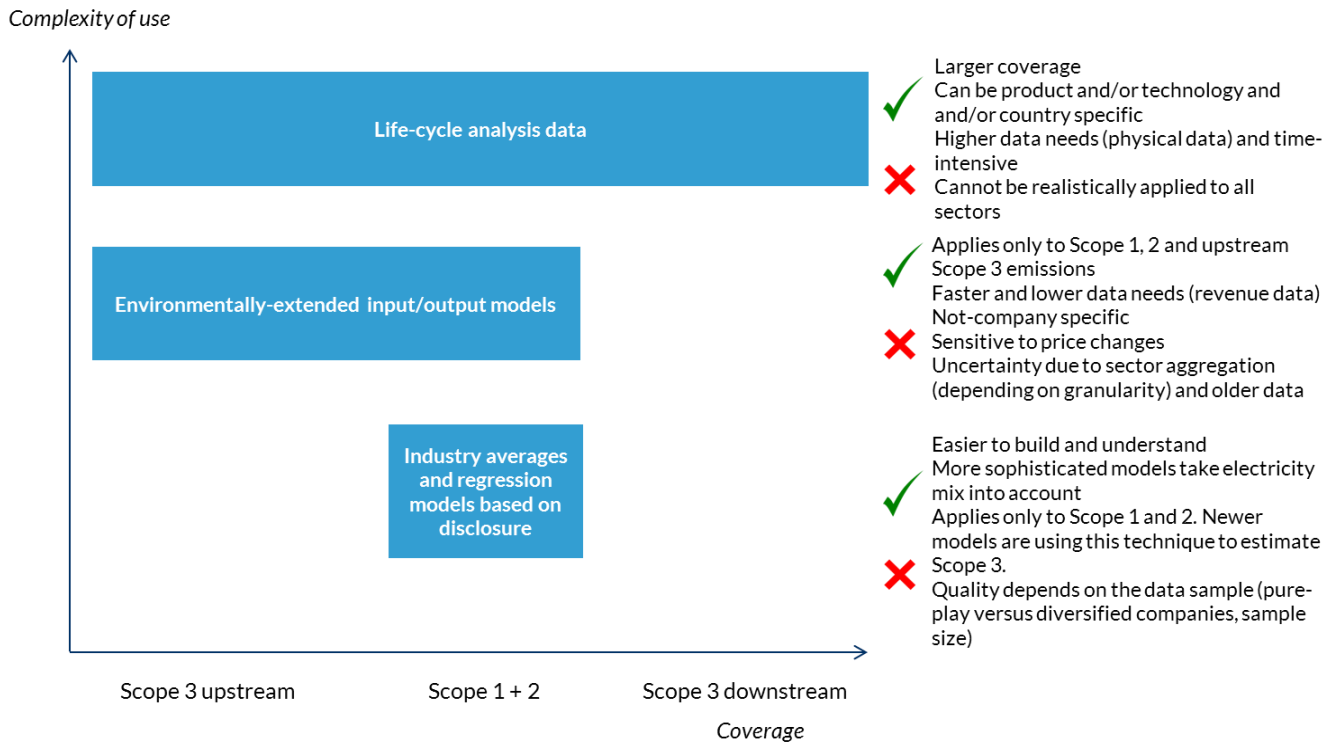 Complexity of use
Life-cycle analysis data
Larger coverage
Can be product and/or technology and
and/or country specific
Higher data needs (physical data) and time-
intensive
Cannot be realistically applied to all
sectors
Environmentally-extended input/output models
Applies only to Scope 1, 2 and upstream
Scope 3 emissions
Faster and lower data needs (revenue data)
Not-company specific
Sensitive to price changes
Uncertainty due to sector aggregation
(depending on granularity) and older data
Industry averages
and regression
models based on
disclosure
Easier to build and understand
More sophisticated models take electricity
mix into account
Applies only to Scope 1 and 2. Newer
models are using this technique to estimate
Scope 3.
Quality depends on the data sample (pure-
play versus diversified companies, sample
size)
Scope 3 upstream
Scope 1 + 2
Scope 3 downstream
Coverage